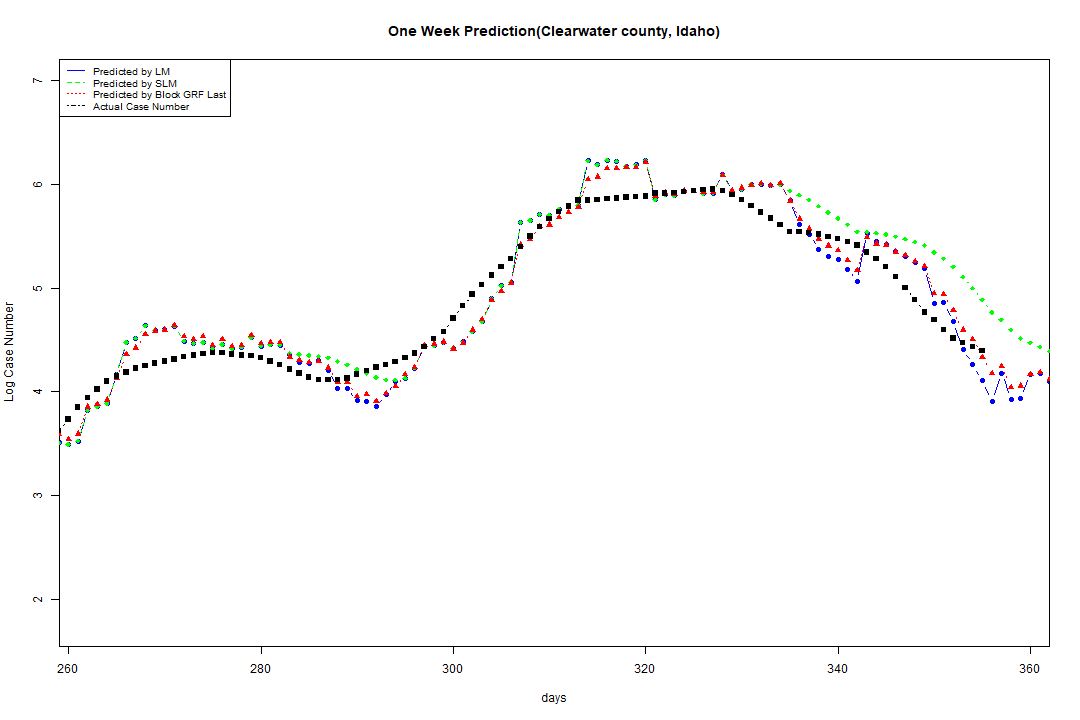 One Week Prediction(Clearwater county, Idaho)
Predicted by LM
Predicted by SLM
Predicted by Block GRF Last
Actual Case Number
7
6
5
4
3
2
Log Case Number
260 280 300 320 340 360
days